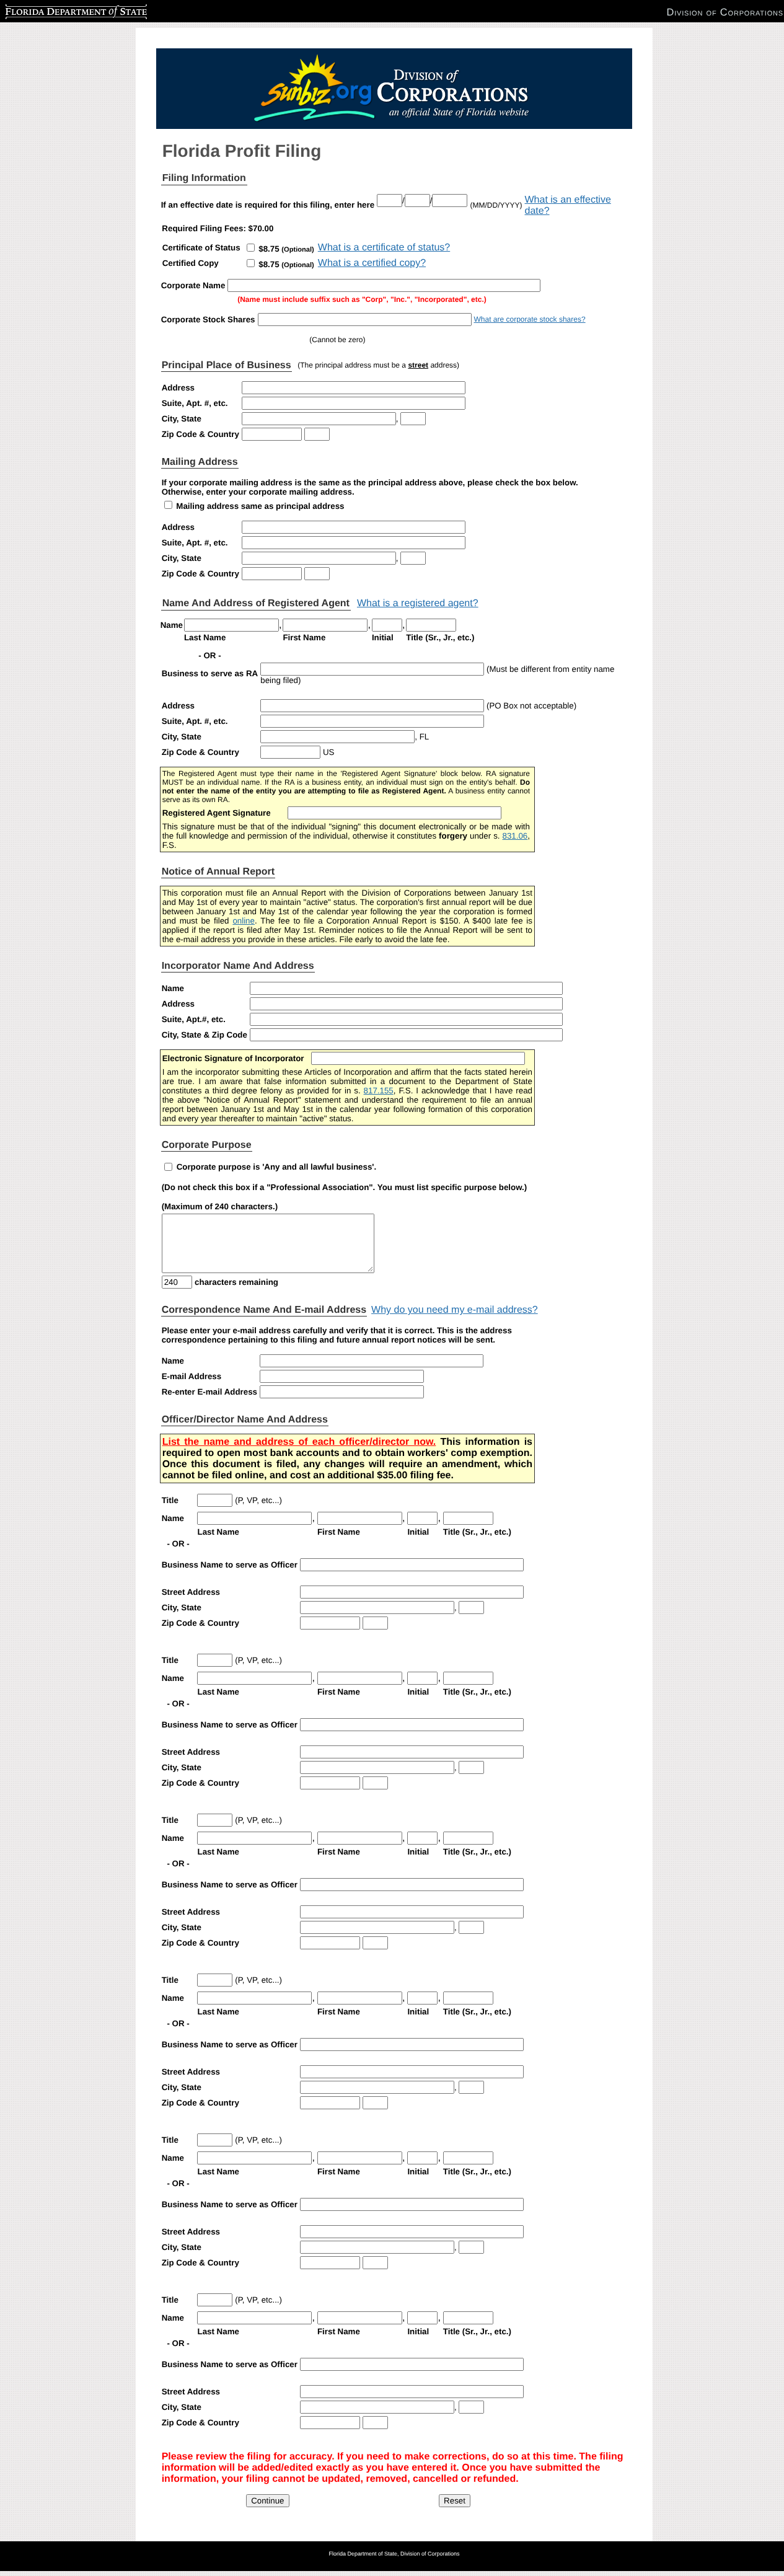 FLORIDA DEPARTMENT of STATE
DIVISION OF CORPORATIONS
Sunbiz.org
DIVISION of
CORPORATIONS
an official State of Florida website
Florida Profit Filing
Filing Information
If an effective date is required for this filing, enter here / / (MM/DD/YYYY) What is an effective
date?
Required Filing Fees: $70.00
Certificate of Status $8.75 (Optional) What is a certificate of status?
Certified Copy $8.75 (Optional) What is a certified copy?
Corporate Name
(Name must include suffix such as "Corp", "Inc.", "Incorporated", etc.)
Corporate Stock Shares What are corporate stock shares?
(Cannot be zero)
Principal Place of Business (The principal address must be a street address)
Address
Suite, Apt. #, etc.
City, State ,
Zip Code & Country
Mailing Address
If your corporate mailing address is the same as the principal address above, please check the box below.
Otherwise, enter your corporate mailing address.
Mailing address same as principal address
Address
Suite, Apt. #, etc.
City, State ,
Zip Code & Country
Name And Address of Registered Agent What is a registered agent?
Name , , ,
Last Name First Name Initial Title (Sr., Jr., etc.)
- OR -
Business to serve as RA (Must be different from entity name
being filed)
Address (PO Box not acceptable)
Suite, Apt. #, etc.
City, State , FL
Zip Code & Country US
The Registered Agent must type their name in the 'Registered Agent Signature' block below. RA signature
MUST be an individual name. If the RA is a business entity, an individual must sign on the entity's behalf. Do
not enter the name of the entity you are attempting to file as Registered Agent. A business entity cannot
serve as its own RA.
Registered Agent Signature
This signature must be that of the individual "signing" this document electronically or be made with
the full knowledge and permission of the individual, otherwise it constitutes forgery under s. 831.06,
F.S.
Notice of Annual Report
This corporation must file an Annual Report with the Division of Corporations between January 1st
and May 1st of every year to maintain "active" status. The corporation's first annual report will be due
between January 1st and May 1st of the calendar year following the year the corporation is formed
and must be filed online. The fee to file a Corporation Annual Report is $150. A $400 late fee is
applied if the report is filed after May 1st. Reminder notices to file the Annual Report will be sent to
the e-mail address you provide in these articles. File early to avoid the late fee.
Incorporator Name And Address
Name
Address
Suite, Apt.#, etc.
City, State & Zip Code
Electronic Signature of Incorporator
I am the incorporator submitting these Articles of Incorporation and affirm that the facts stated herein
are true. I am aware that false information submitted in a document to the Department of State
constitutes a third degree felony as provided for in s. 817.155, F.S. I acknowledge that I have read
the above "Notice of Annual Report" statement and understand the requirement to file an annual
report between January 1st and May 1st in the calendar year following formation of this corporation
and every year thereafter to maintain "active" status.
Corporate Purpose
Corporate purpose is 'Any and all lawful business'.
(Do not check this box if a "Professional Association". You must list specific purpose below.)
(Maximum of 240 characters.)
240 characters remaining
Correspondence Name And E-mail Address Why do you need my e-mail address?
Please enter your e-mail address carefully and verify that it is correct. This is the address
correspondence pertaining to this filing and future annual report notices will be sent.
Name
E-mail Address
Re-enter E-mail Address
Officer/Director Name And Address
List the name and address of each officer/director now. This information is
required to open most bank accounts and to obtain workers' comp exemption.
Once this document is filed, any changes will require an amendment, which
cannot be filed online, and cost an additional $35.00 filing fee.
Title (P, VP, etc...)
Name , , ,
Last Name First Name Initial Title (Sr., Jr., etc.)
- OR -
Business Name to serve as Officer
Street Address
City, State ,
Zip Code & Country
Title (P, VP, etc...)
Name , , ,
Last Name First Name Initial Title (Sr., Jr., etc.)
- OR -
Business Name to serve as Officer
Street Address
City, State ,
Zip Code & Country
Title (P, VP, etc...)
Name , , ,
Last Name First Name Initial Title (Sr., Jr., etc.)
- OR -
Business Name to serve as Officer
Street Address
City, State ,
Zip Code & Country
Title (P, VP, etc...)
Name , , ,
Last Name First Name Initial Title (Sr., Jr., etc.)
- OR -
Business Name to serve as Officer
Street Address
City, State ,
Zip Code & Country
Title (P, VP, etc...)
Name , , ,
Last Name First Name Initial Title (Sr., Jr., etc.)
- OR -
Business Name to serve as Officer
Street Address
City, State ,
Zip Code & Country
Title (P, VP, etc...)
Name , , ,
Last Name First Name Initial Title (Sr., Jr., etc.)
- OR -
Business Name to serve as Officer
Street Address
City, State ,
Zip Code & Country
Please review the filing for accuracy. If you need to make corrections, do so at this time. The filing
information will be added/edited exactly as you have entered it. Once you have submitted the
information, your filing cannot be updated, removed, cancelled or refunded.
Continue Reset
Florida Department of State, Division of Corporations